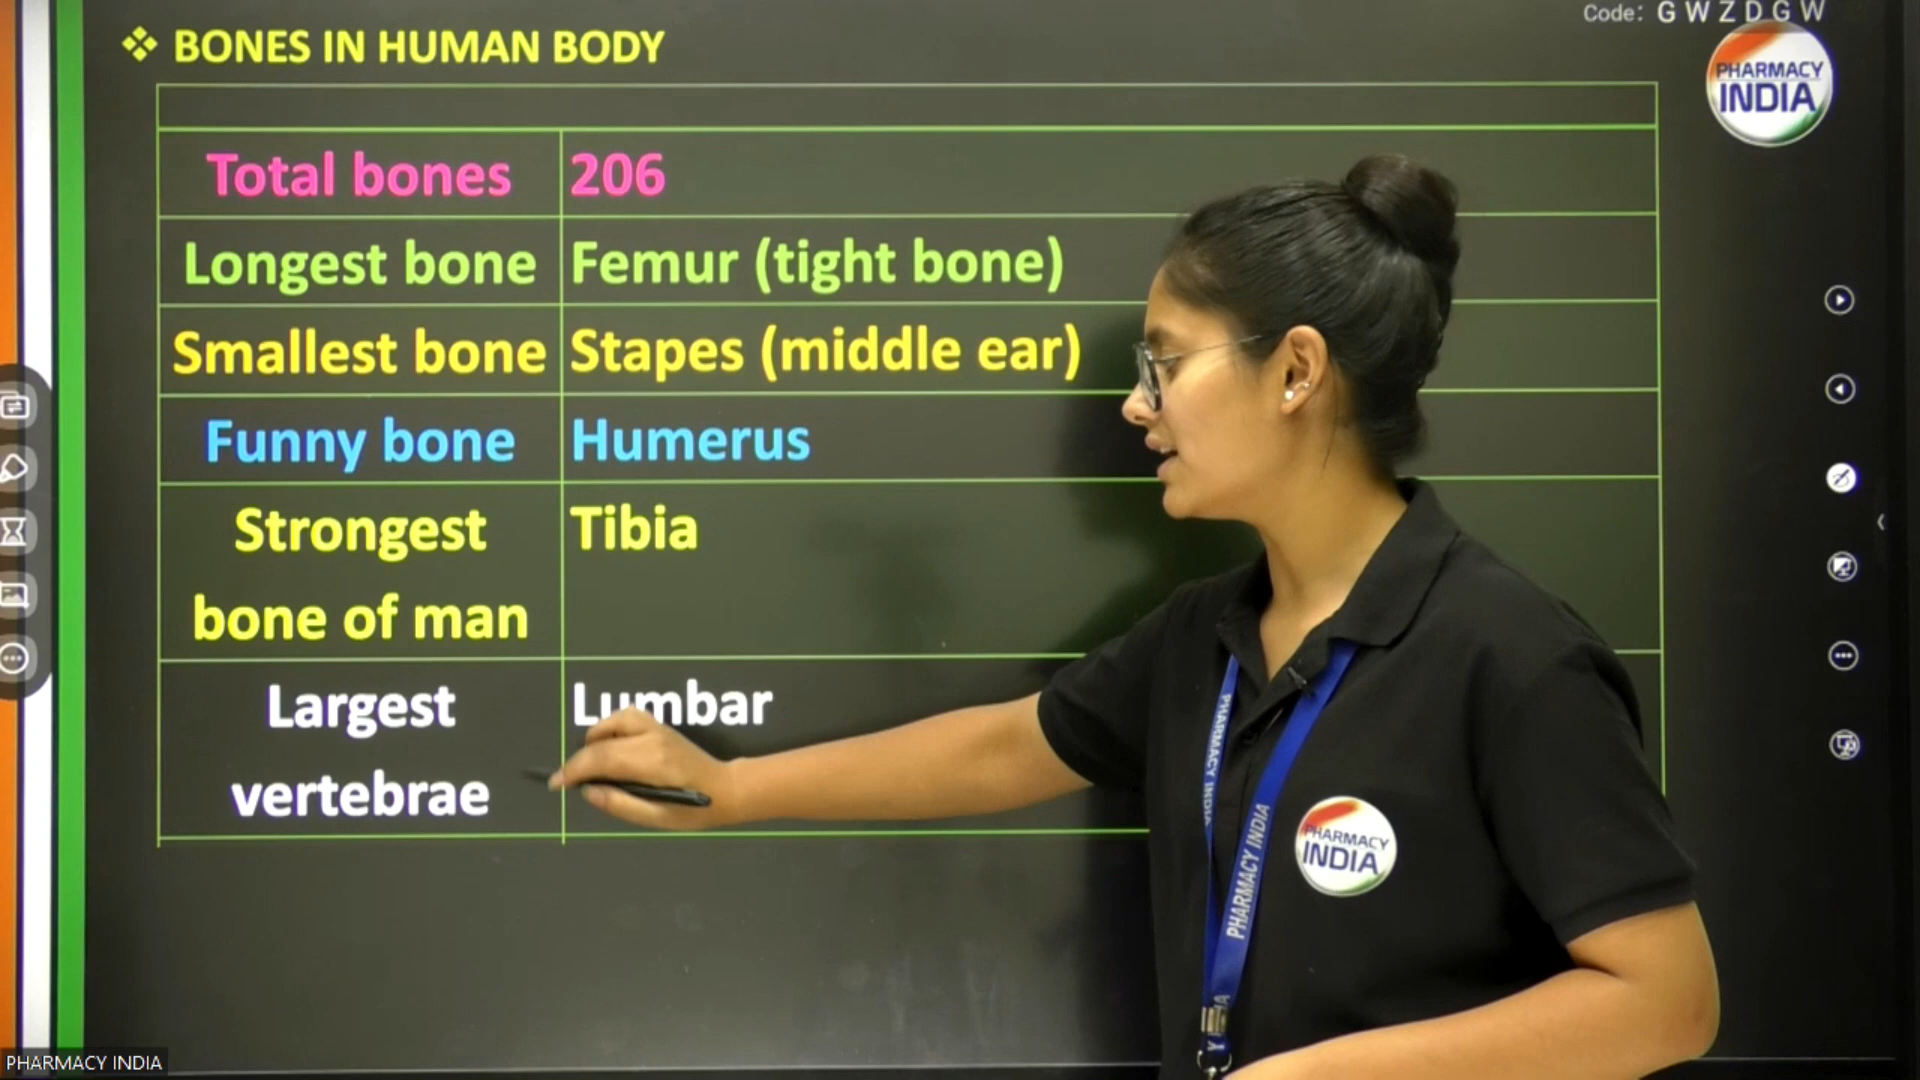 Code: GWZDGW
❖ BONES IN HUMAN BODY
PHARMACY
INDIA
Total bones 206
Longest bone Femur (tight bone)
Smallest bone Stapes (middle ear)
Funny bone Humerus
Strongest bone of man Tibia
Largest vertebrae Lumbar
PHARMACY INDIA
PHARMACY INDIA
PHARMACY
INDIA
PHARMACY INDIA